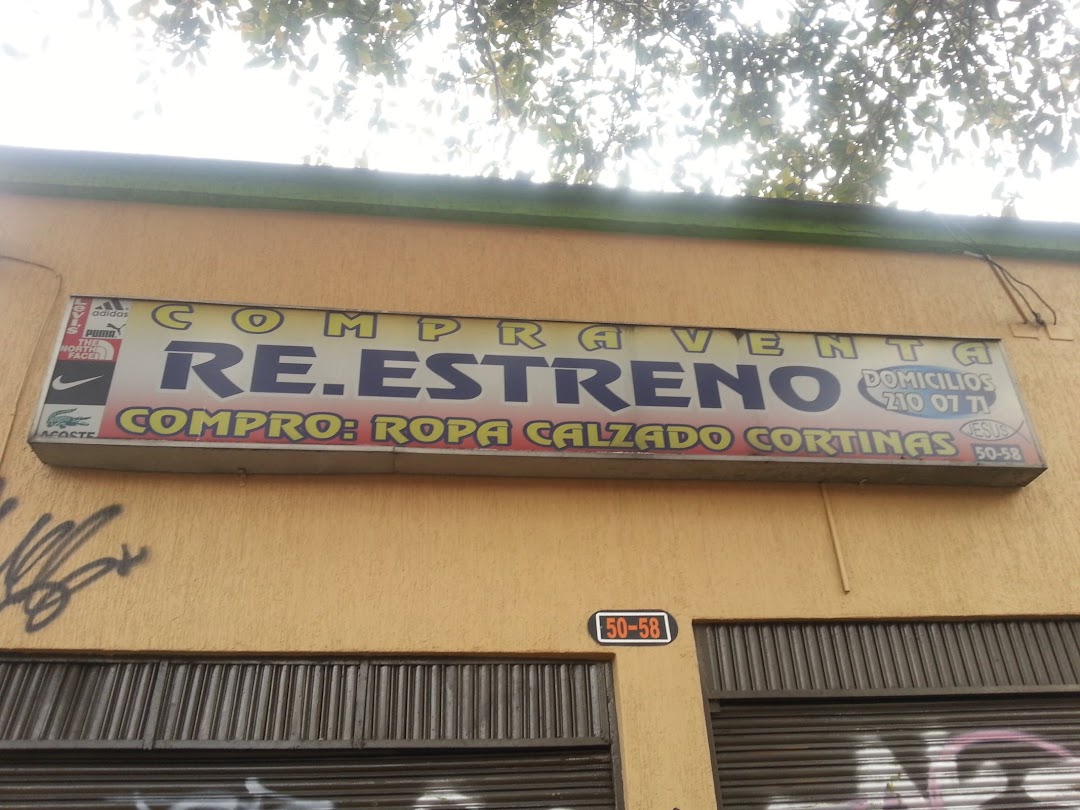 COMPRAVENTA
RE.ESTRENO
COMPRO: ROPA CALZADO CORTINAS
DOMICILIOS
210 07 71
JESUS
50-58
Levi's
adidas
PUMA
THE
NORTH
FACE
LACOSTE
50-58